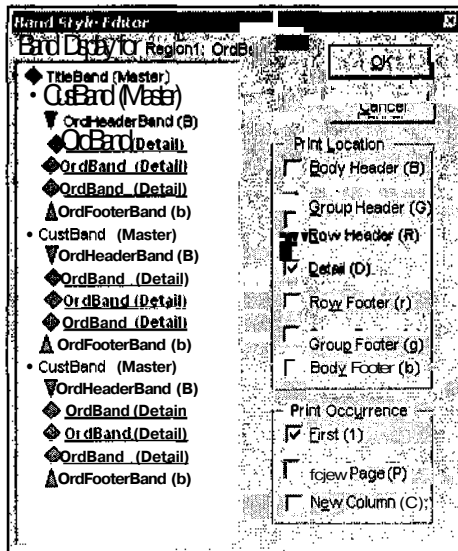 Band Style Editor
Band Display for Region1: OrdB
TitleBand (Master)
• CustBand (Master)
OrdHeaderBand (B)
OrdBand (Detail)
OrdBand (Detail)
OrdBand (Detail)
OrdFooterBand (b)
• CustBand (Master)
OrdHeaderBand (B)
OrdBand (Detail)
OrdBand (Detail)
OrdBand (Detail)
OrdFooterBand (b)
• CustBand (Master)
OrdHeaderBand (B)
OrdBand (Detain
OrdBand (Detail)
OrdBand (Detail)
OrdFooterBand (b)
OK
Cancel
Print Location
Body Header (B)
Group Header (G
Row Header (R)
Detail (D)
Row Footer (r)
Group Footer (g)
Body Footer (b)
Print Occurrence
First (1)
fcjew Page (P)
New Column (C):